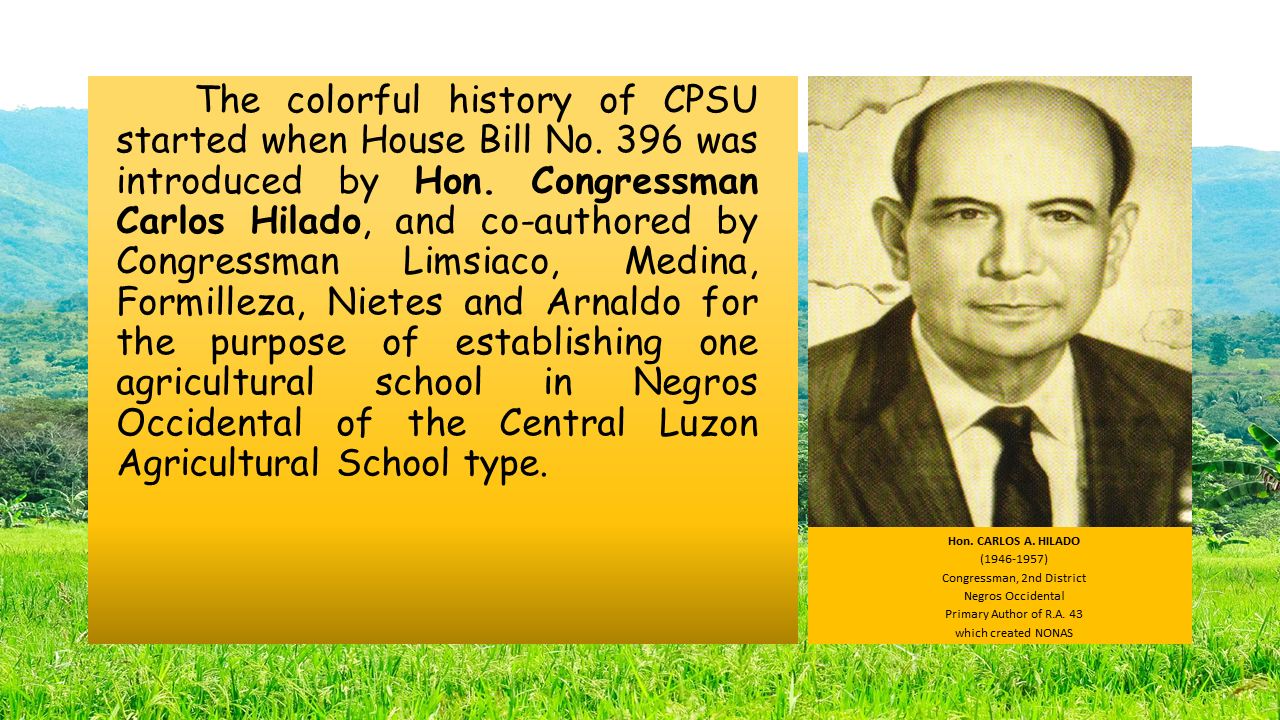 The colorful history of CPSU
started when House Bill No. 396 was
introduced by Hon. Congressman
Carlos Hilado, and co-authored by
Congressman Limsiaco, Medina,
Formilleza, Nietes and Arnaldo for
the purpose of establishing one
agricultural school in Negros
Occidental of the Central Luzon
Agricultural School type.
Hon. CARLOS A. HILADO
(1946-1957)
Congressman, 2nd District
Negros Occidental
Primary Author of R.A. 43
which created NONAS